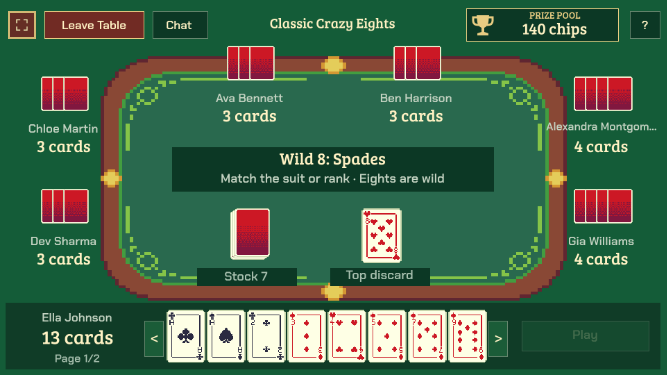 Leave Table
Chat
Classic Crazy Eights
PRIZE POOL
140 chips
?
Ava Bennett
3 cards
Ben Harrison
3 cards
Chloe Martin
3 cards
Alexandra Montgom...
4 cards
Wild 8: Spades
Match the suit or rank · Eights are wild
Dev Sharma
3 cards
Gia Williams
4 cards
Stock 7
Top discard
Ella Johnson
13 cards
Page 1/2
<
>
Play